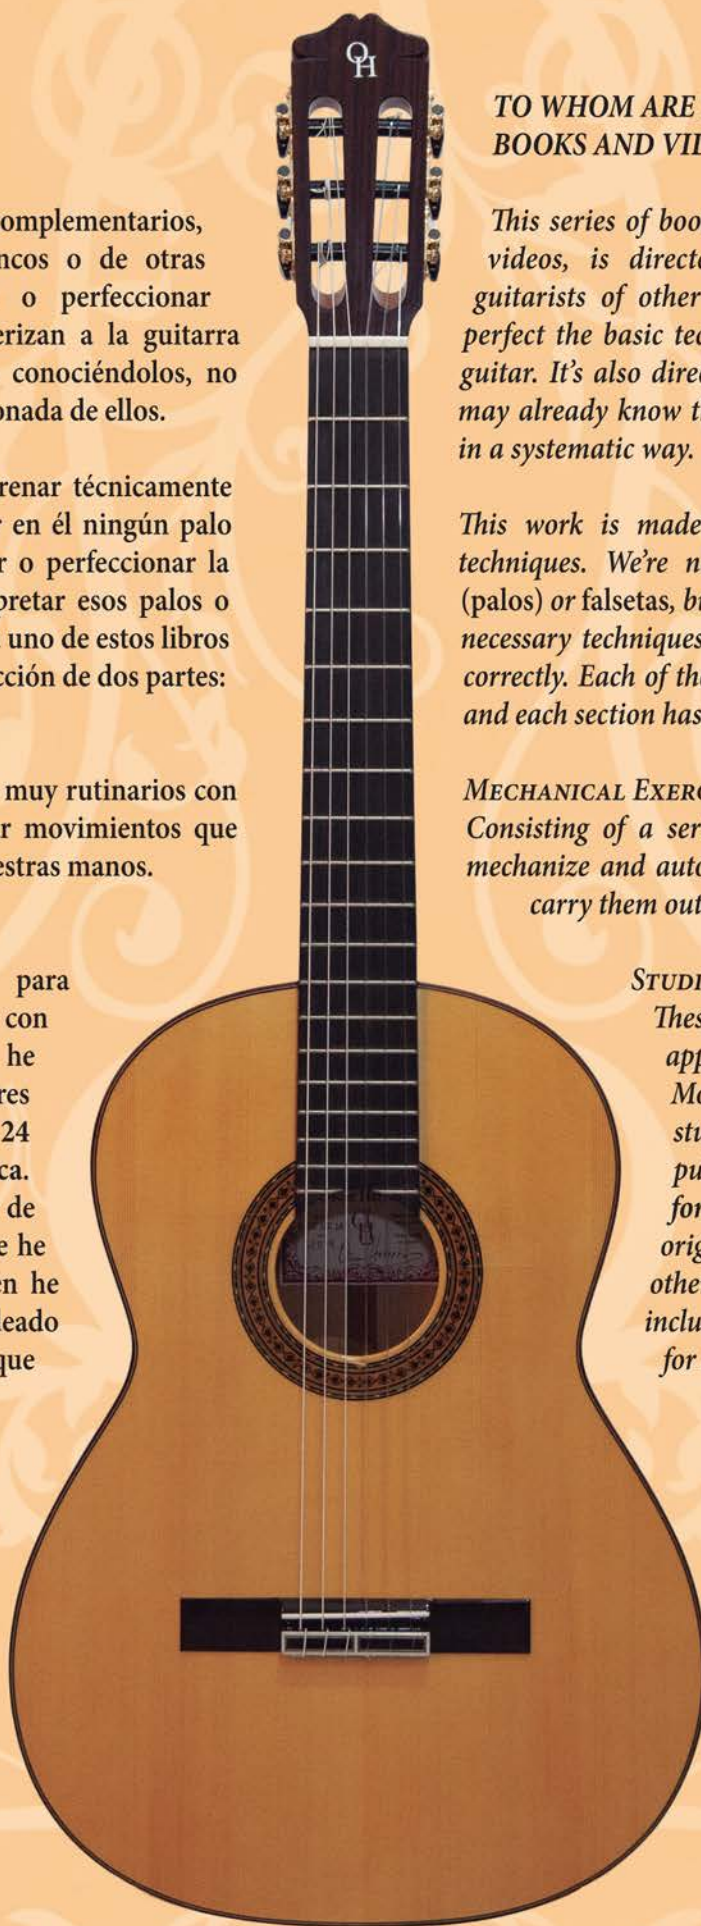 OH
omplementarios,
ncos o de otras
o perfeccionar
erizan a la guitarra
conociéndolos, no
onada de ellos.
renar técnicamente
r en él ningún palo
r o perfeccionar la
pretar esos palos o
uno de estos libros
cción de dos partes:
muy rutinarios con
r movimientos que
estras manos.
para
con
he
res
24
ca.
de
e he
en he
leado
que
TO WHOM ARE
BOOKS AND VI
This series of boo
videos, is direct
guitarists of other
perfect the basic tec
guitar. It's also dire
may already know t
in a systematic way.
This work is made
techniques. We're n
(palos) or falsetas, b
necessary techniques
correctly. Each of th
and each section has
MECHANICAL EXER
Consisting of a ser
mechanize and auto
carry them out
STUDI
Thes
app
Mo
stu
pu
for
orig
othe
inclu
for